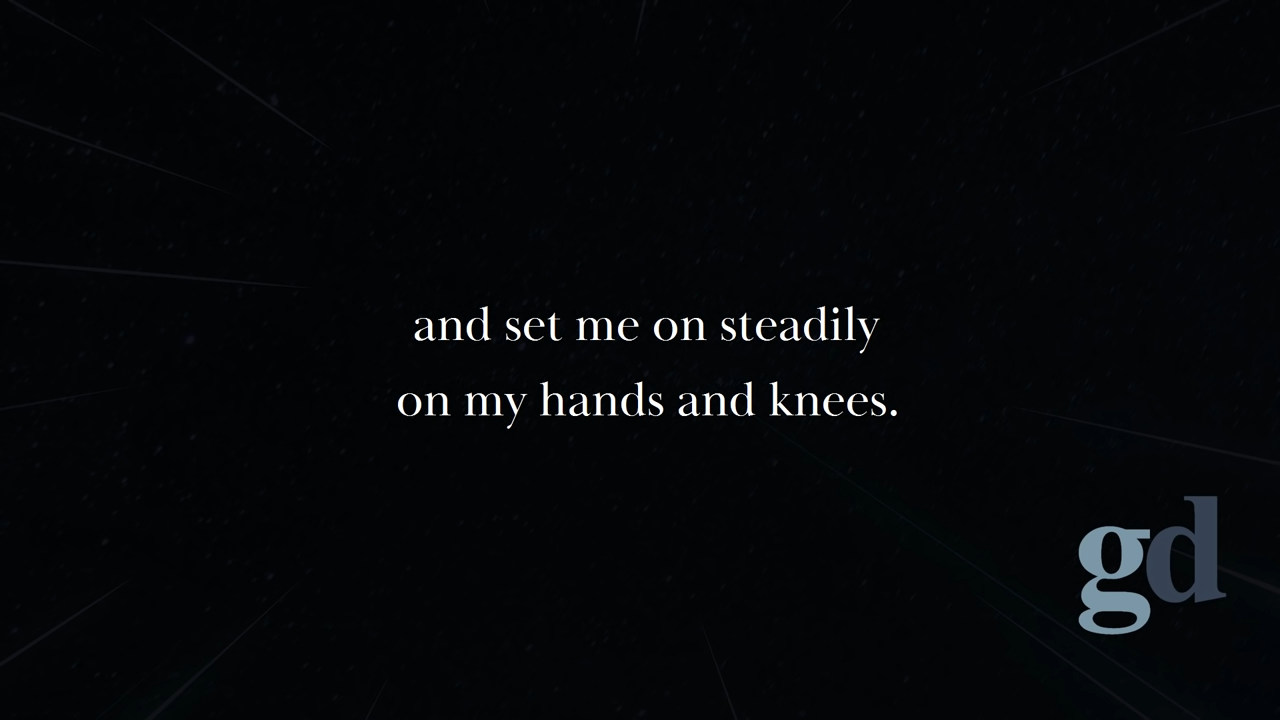 and set me on steadily
on my hands and knees.
gd